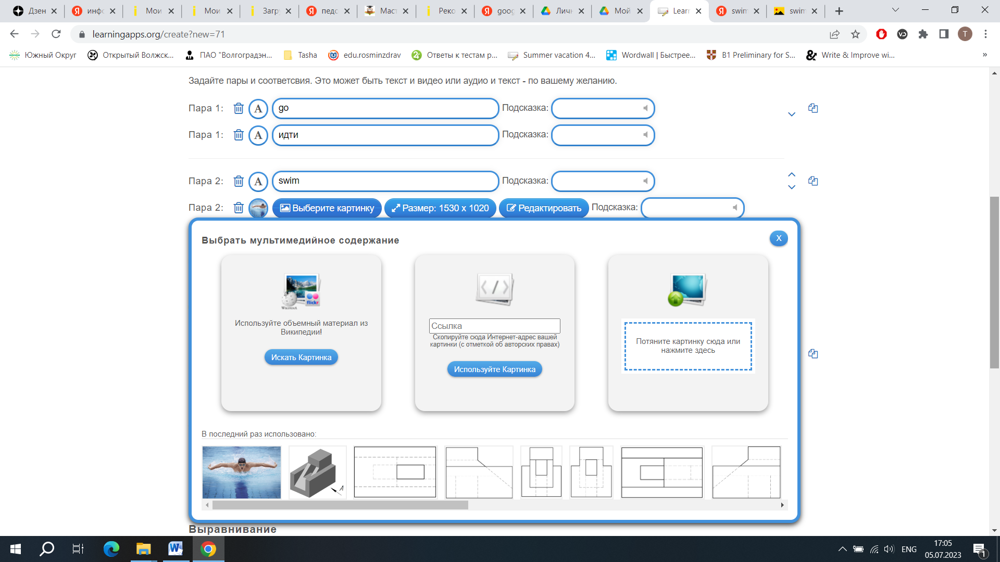 Дзен
инфо
Мои
Мои
Загру
педс
Маст
Реко
goog
Личн
Мой
Learn
swim
swim
learningapps.org/create?new=71
T
Южный Округ
Открытый Волжск...
ПАО "Волгоградэн...
Tasha
edu.rosminzdrav
Ответы к тестам р...
Summer vacation 4...
Wordwall | Быстрее...
B1 Preliminary for S...
Write & Improve wi...
»
Задайте пары и соответсвия. Это может быть текст и видео или аудио и текст - по вашему желанию.
Пара 1: A go Подсказка:
Пара 1: A идти Подсказка:
Пара 2: A swim Подсказка:
Пара 2: Выберите картинку Размер: 1530 x 1020 Редактировать Подсказка:
Выбрать мультимедийное содержание
X
flickr
Используйте объемный материал из
Википедии!
Искать Картинка
</>
Ссылка
Скопируйте сюда Интернет-адрес вашей
картинки (с отметкой об авторских правах)
Используйте Картинка
Потяните картинку сюда или
нажмите здесь
В последний раз использовано:
A
Выравнивание
ENG
17:05
05.07.2023
1